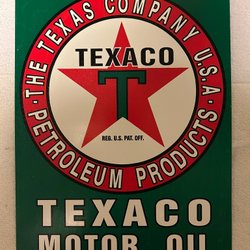 ·THE TEXAS COMPANY U.S.A·
TEXACO
T
REG. U.S. PAT. OFF.
PETROLEUM PRODUCTS
TEXACO
MOTOR OIL